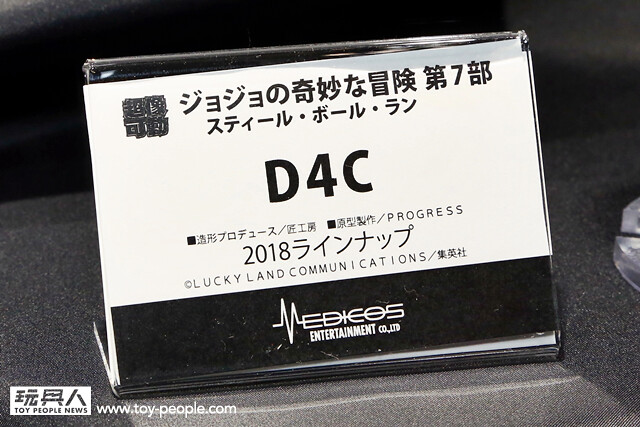 超像可動
ジョジョの奇妙な冒険 第7部
スティール・ボール・ラン
D4C
■造形プロデュース/匠工房 ■原型製作/PROGRESS
2018ラインナップ
©LUCKY LAND COMMUNICATIONS/集英社
MEDICOS
ENTERTAINMENT CO.,LTD
玩具人
TOY PEOPLE NEWS www.toy-people.com